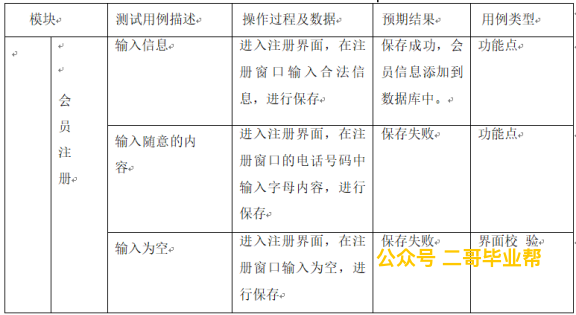 模块 测试用例描述 操作过程及数据 预期结果 用例类型
会
员
注
册
输入信息
进入注册界面，在注
册窗口输入合法信
息，进行保存
保存成功，会
员信息添加到
数据库中。
功能点
输入随意的内
容
进入注册界面，在注
册窗口的电话号码中
输入字母内容，进行
保存
保存失败
功能点
输入为空
进入注册界面，在注
册窗口输入为空，进
行保存
保存失败
界面校 验
公众号 二哥毕业帮